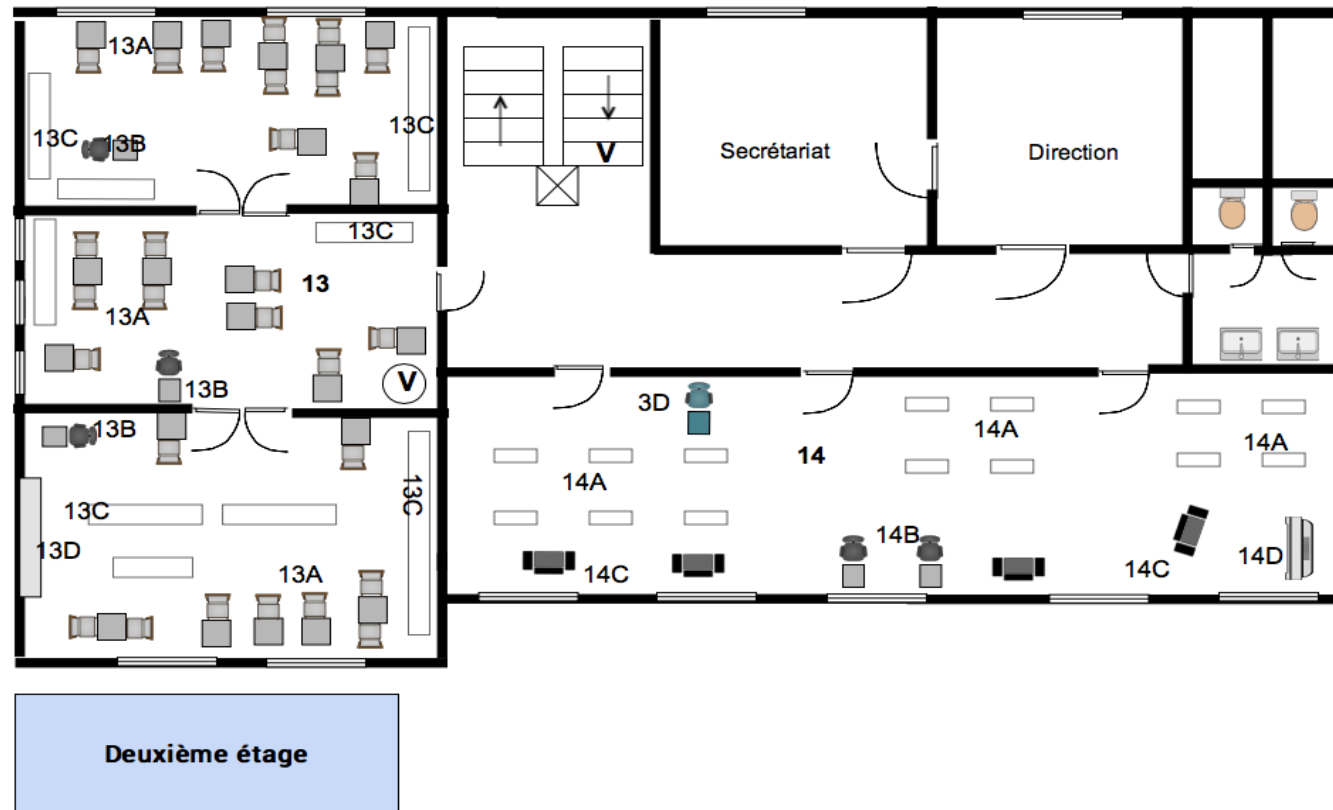 13A
13C
13B
13C
V
Secrétariat
Direction
13C
13
13A
13B
V
13B
13C
13C
13D
13A
3D
14A
14
14A
14A
14B
14C
14C
14D
Deuxième étage